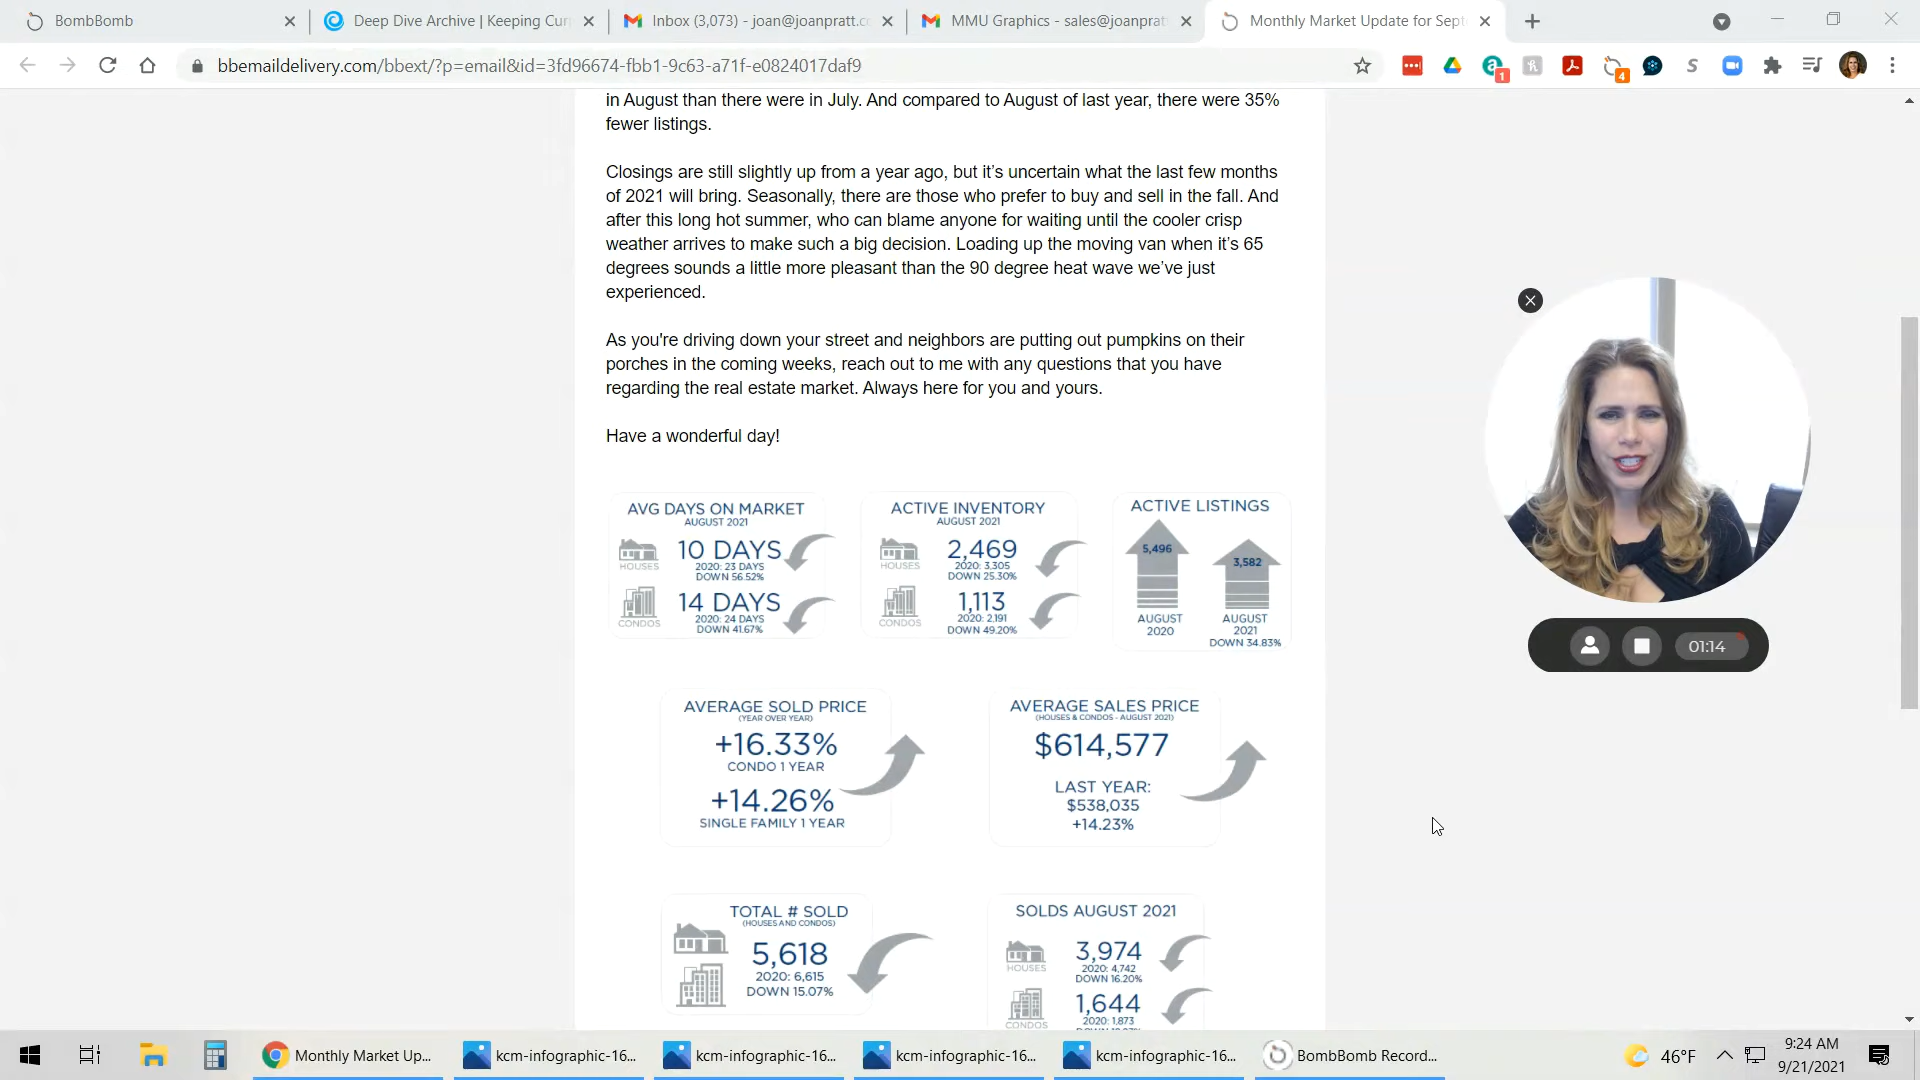 BombBomb
Deep Dive Archive | Keeping Cur
Inbox (3,073) - joan@joanpratt.c
MMU Graphics - sales@joanprat
Monthly Market Update for Sept
bbemaildelivery.com/bbext/?p=email&id=3fd96674-fbb1-9c63-a71f-e0824017daf9
1
4
in August than there were in July. And compared to August of last year, there were 35%
fewer listings.
Closings are still slightly up from a year ago, but it’s uncertain what the last few months
of 2021 will bring. Seasonally, there are those who prefer to buy and sell in the fall. And
after this long hot summer, who can blame anyone for waiting until the cooler crisp
weather arrives to make such a big decision. Loading up the moving van when it’s 65
degrees sounds a little more pleasant than the 90 degree heat wave we’ve just
experienced.
As you're driving down your street and neighbors are putting out pumpkins on their
porches in the coming weeks, reach out to me with any questions that you have
regarding the real estate market. Always here for you and yours.
Have a wonderful day!
AVG DAYS ON MARKET
AUGUST 2021
10 DAYS
2020: 23 DAYS
DOWN 56.52%
HOUSES
14 DAYS
2020: 24 DAYS
DOWN 41.67%
CONDOS
ACTIVE INVENTORY
AUGUST 2021
2,469
2020: 3,305
DOWN 25.30%
HOUSES
1,113
2020: 2,191
DOWN 49.20%
CONDOS
ACTIVE LISTINGS
5,496
3,582
AUGUST
2020
AUGUST
2021
DOWN 34.83%
01:14
AVERAGE SOLD PRICE
(YEAR OVER YEAR)
+16.33%
CONDO 1 YEAR
+14.26%
SINGLE FAMILY 1 YEAR
AVERAGE SALES PRICE
(HOUSES & CONDOS - AUGUST 2021)
$614,577
LAST YEAR:
$538,035
+14.23%
TOTAL # SOLD
(HOUSES AND CONDOS)
5,618
2020: 6,615
DOWN 15.07%
SOLDS AUGUST 2021
3,974
2020: 4,742
DOWN 16.20%
HOUSES
1,644
2020: 1,873
CONDOS
Monthly Market Up...
kcm-infographic-16...
kcm-infographic-16...
kcm-infographic-16...
kcm-infographic-16...
BombBomb Record...
46°F
9:24 AM
9/21/2021